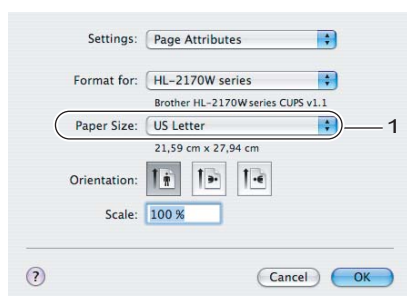 Settings: Page Attributes
Format for: HL-2170W series
Brother HL-2170W series CUPS v1.1
Paper Size: US Letter 1
21,59 cm x 27,94 cm
Orientation:
Scale: 100 %
? Cancel OK